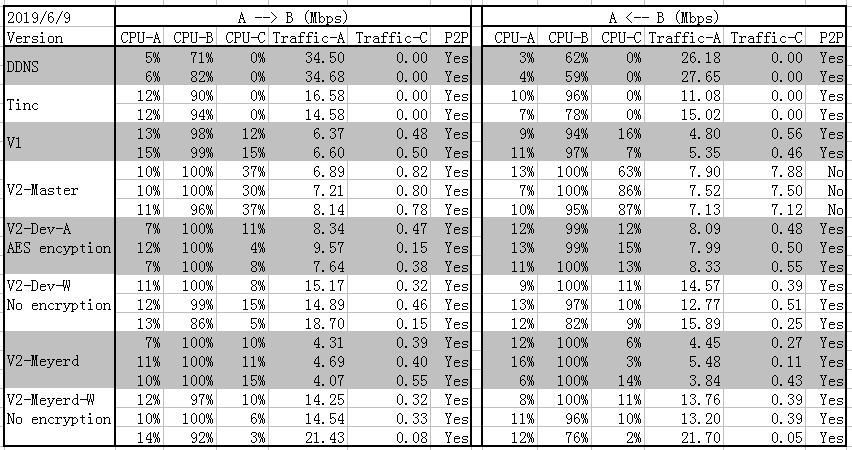 2019/6/9 A --> B (Mbps) A <-- B (Mbps)
Version CPU-A CPU-B CPU-C Traffic-A Traffic-C P2P CPU-A CPU-B CPU-C Traffic-A Traffic-C P2P
DDNS
5% 71% 0% 34.50 0.00 Yes 3% 62% 0% 26.18 0.00 Yes
6% 82% 0% 34.68 0.00 Yes 4% 59% 0% 27.65 0.00 Yes
Tinc
12% 90% 0% 16.58 0.00 Yes 10% 96% 0% 11.08 0.00 Yes
12% 94% 0% 14.58 0.00 Yes 7% 78% 0% 15.02 0.00 Yes
V1
13% 98% 12% 6.37 0.48 Yes 9% 94% 16% 4.80 0.56 Yes
15% 99% 15% 6.60 0.50 Yes 11% 97% 7% 5.35 0.46 Yes
10% 100% 37% 6.89 0.82 Yes 13% 100% 63% 7.90 7.88 No
V2-Master 10% 100% 30% 7.21 0.80 Yes 7% 100% 86% 7.52 7.50 No
11% 96% 37% 8.14 0.78 Yes 10% 95% 87% 7.13 7.12 No
V2-Dev-A 7% 100% 11% 8.34 0.47 Yes 12% 99% 12% 8.09 0.48 Yes
AES encyption 12% 100% 4% 9.57 0.15 Yes 13% 99% 15% 7.99 0.50 Yes
7% 100% 8% 7.64 0.38 Yes 11% 100% 13% 8.33 0.55 Yes
V2-Dev-W 11% 100% 8% 15.17 0.32 Yes 9% 100% 11% 14.57 0.39 Yes
No encryption 12% 99% 15% 14.89 0.46 Yes 13% 97% 10% 12.77 0.51 Yes
13% 86% 5% 18.70 0.15 Yes 12% 82% 9% 15.89 0.25 Yes
7% 100% 10% 4.31 0.39 Yes 12% 100% 6% 4.45 0.27 Yes
V2-Meyerd 11% 100% 11% 4.69 0.40 Yes 16% 100% 3% 5.48 0.11 Yes
10% 100% 15% 4.07 0.55 Yes 6% 100% 14% 3.84 0.43 Yes
V2-Meyerd-W 12% 97% 10% 14.25 0.32 Yes 8% 100% 11% 13.76 0.39 Yes
No encryption 10% 100% 6% 14.54 0.33 Yes 11% 96% 10% 13.20 0.39 Yes
14% 92% 3% 21.43 0.08 Yes 12% 76% 2% 21.70 0.05 Yes